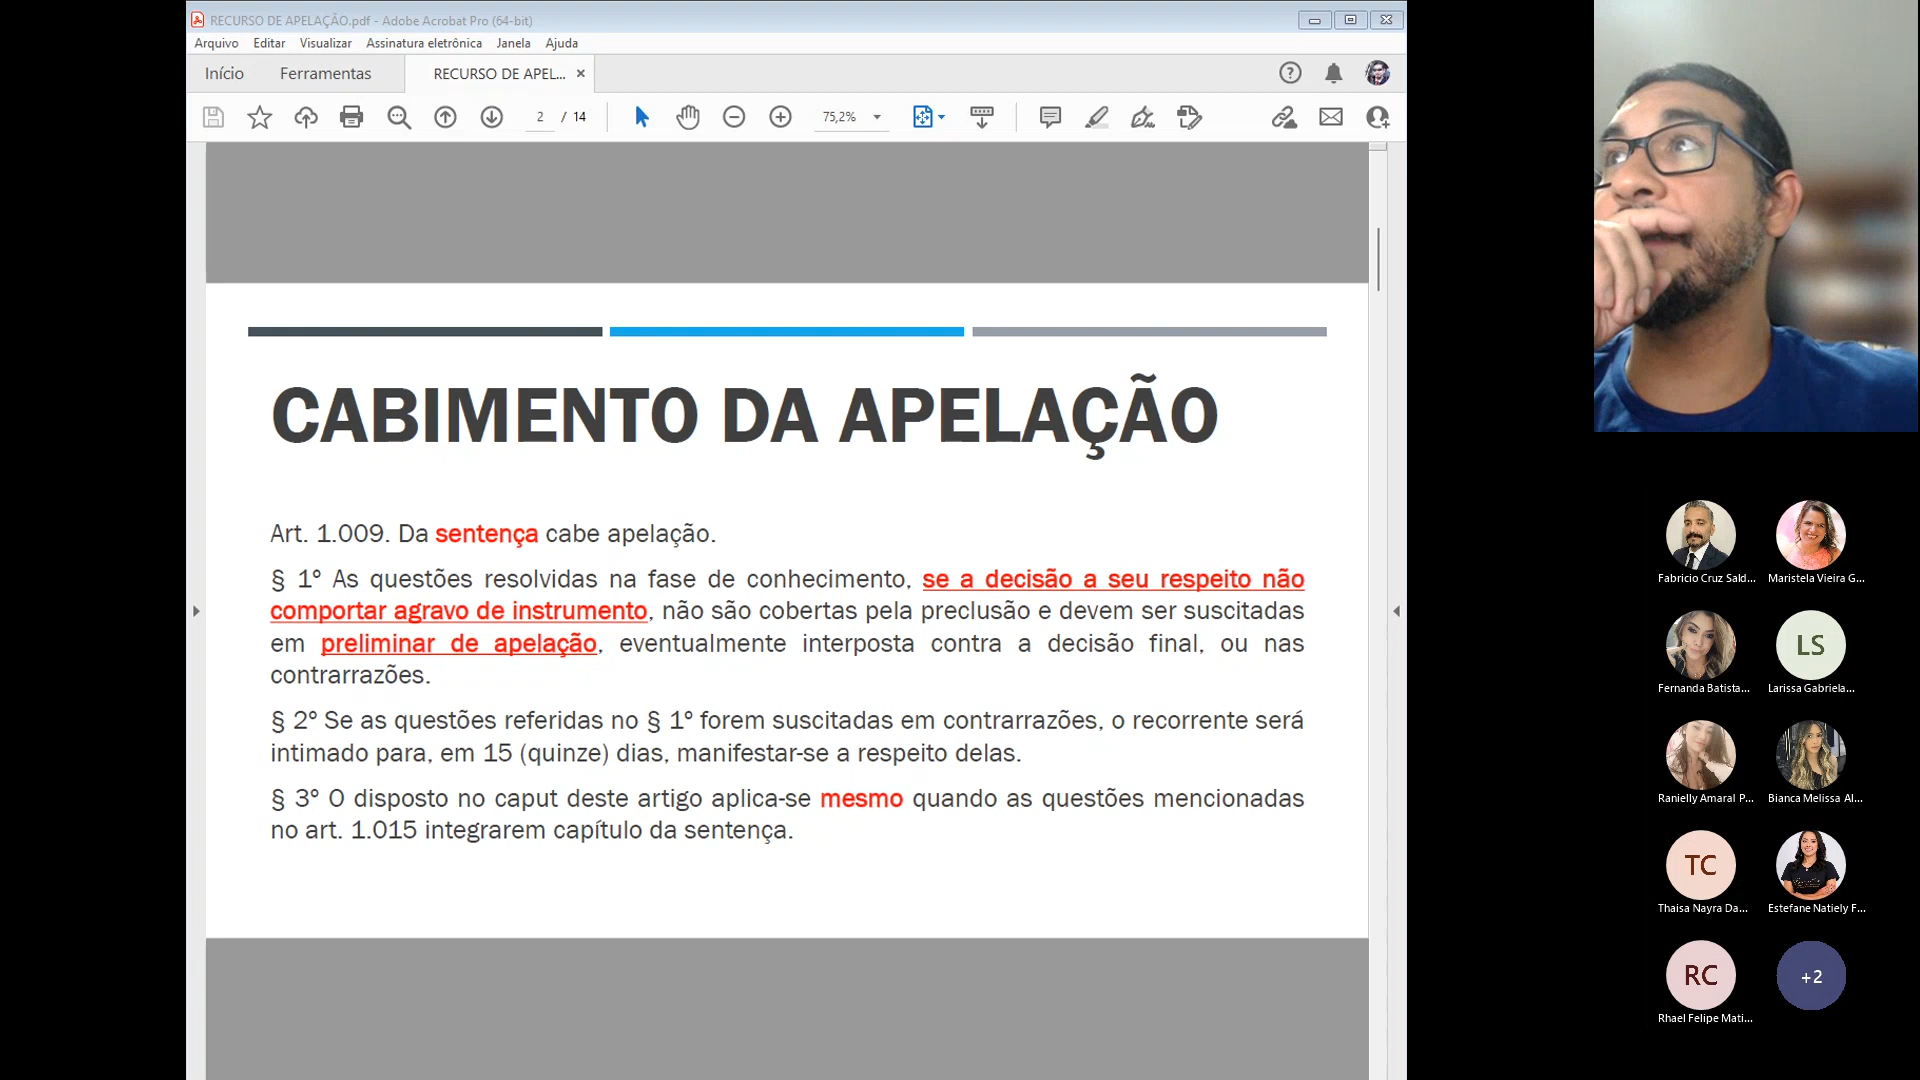 RECURSO DE APELAÇÃO.pdf - Adobe Acrobat Pro (64-bit)
Arquivo Editar Visualizar Assinatura eletrônica Janela Ajuda
Início Ferramentas RECURSO DE APEL...
2 / 14 75,2%
CABIMENTO DA APELAÇÃO
Art. 1.009. Da sentença cabe apelação.
§ 1º As questões resolvidas na fase de conhecimento, se a decisão a seu respeito não
comportar agravo de instrumento, não são cobertas pela preclusão e devem ser suscitadas
em preliminar de apelação, eventualmente interposta contra a decisão final, ou nas
contrarrazões.
§ 2º Se as questões referidas no § 1º forem suscitadas em contrarrazões, o recorrente será
intimado para, em 15 (quinze) dias, manifestar-se a respeito delas.
§ 3º O disposto no caput deste artigo aplica-se mesmo quando as questões mencionadas
no art. 1.015 integrarem capítulo da sentença.
Fabricio Cruz Sald... Maristela Vieira G...
LS
Fernanda Batista... Larissa Gabriela...
Ranielly Amaral P... Bianca Melissa Al...
TC
Thaisa Nayra Da... Estefane Natiely F...
RC +2
Rhael Felipe Mati...